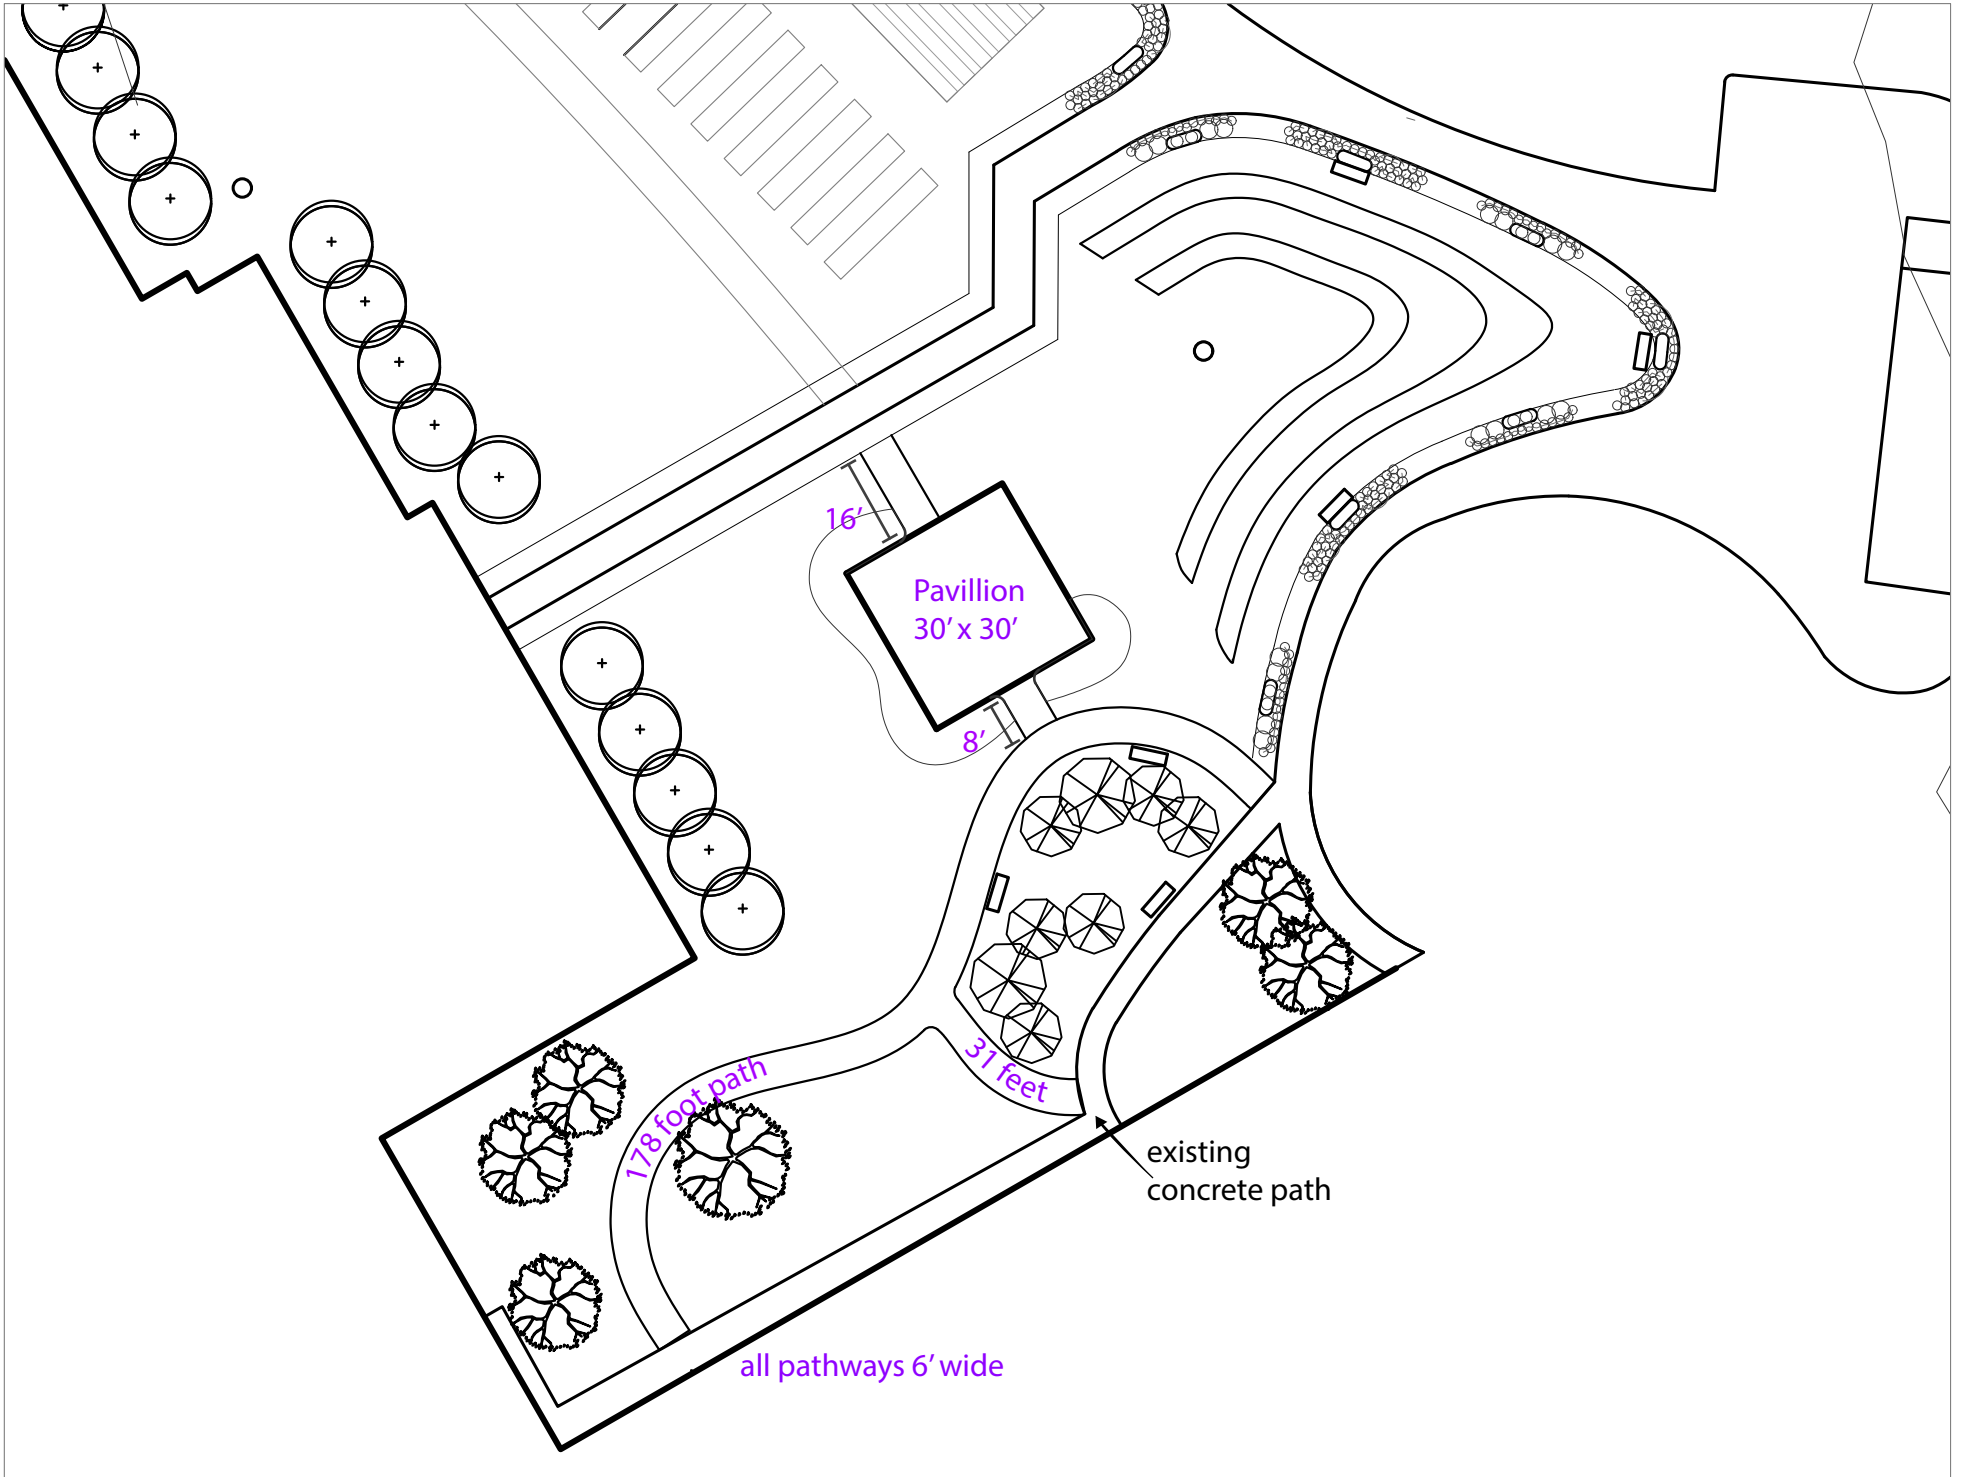 16’
Pavillion
30’ x 30’
8’
31 feet
178 foot path
existing
concrete path
all pathways 6’ wide